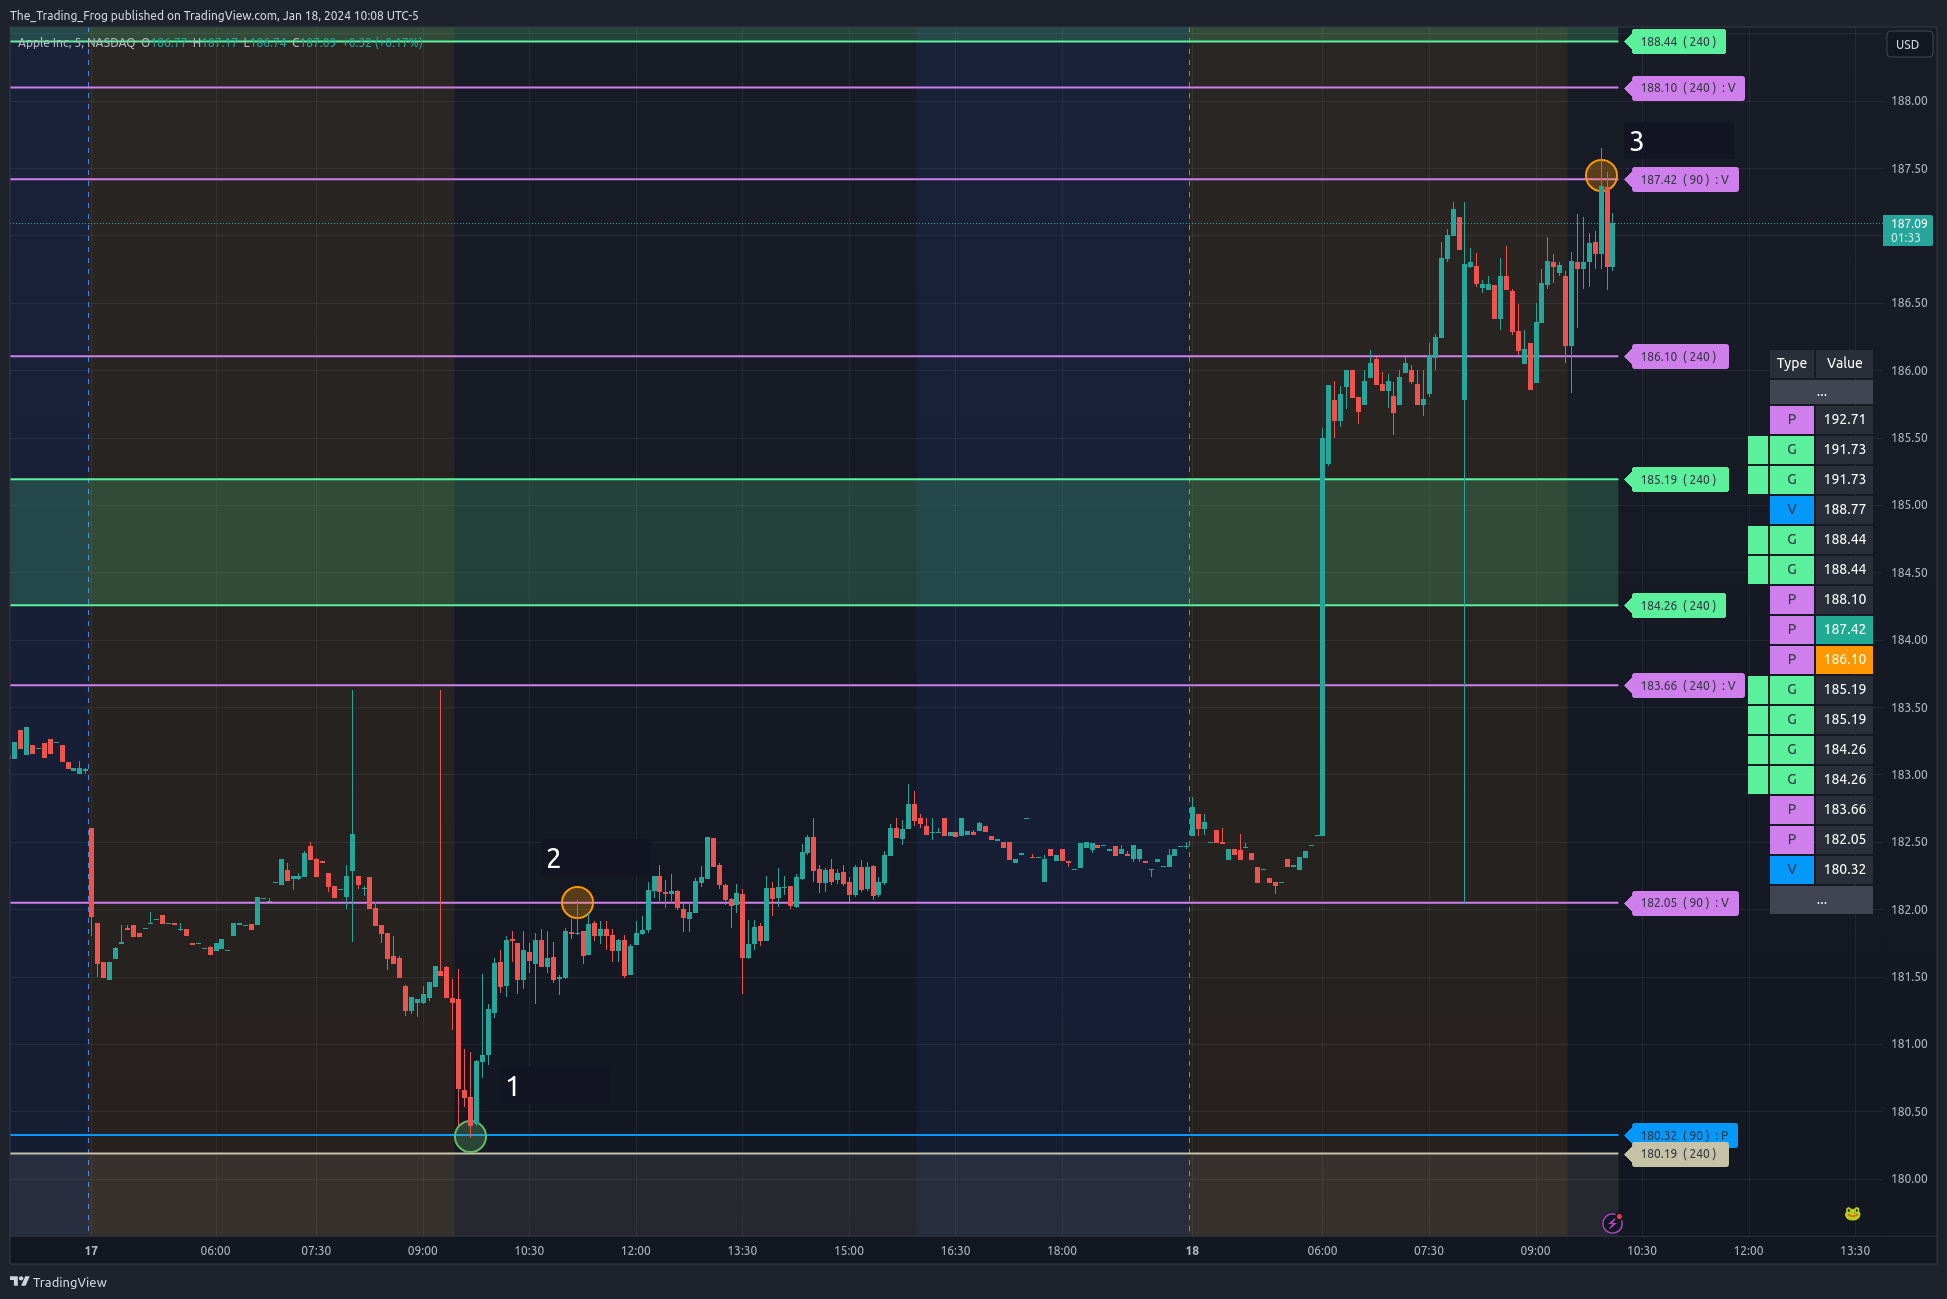 The_Trading_Frog published on TradingView.com, Jan 18, 2024 10:08 UTC-5
Apple Inc, 5, NASDAQ O186.77 H187.17 L186.74 C187.09 +0.32 (+0.17%)
USD
188.44 (240)
188.10 (240) : V
188.00
3
187.50
187.42 (90) : V
187.09
01:33
186.50
186.10 (240)
186.00
Type Value
...
P 192.71
185.50
G 191.73
185.19 (240)
G 191.73
185.00
V 188.77
G 188.44
184.50
G 188.44
184.26 (240)
P 188.10
P 187.42
184.00
P 186.10
183.66 (240) : V
G 185.19
183.50
G 185.19
G 184.26
183.00
G 184.26
P 183.66
182.50
P 182.05
2
V 180.32
182.05 (90) : V
...
182.00
181.50
181.00
1
180.50
180.32 (90) : P
180.19 (240)
180.00
17 06:00 07:30 09:00 10:30 12:00 13:30 15:00 16:30 18:00 18 06:00 07:30 09:00 10:30 12:00 13:30
TradingView